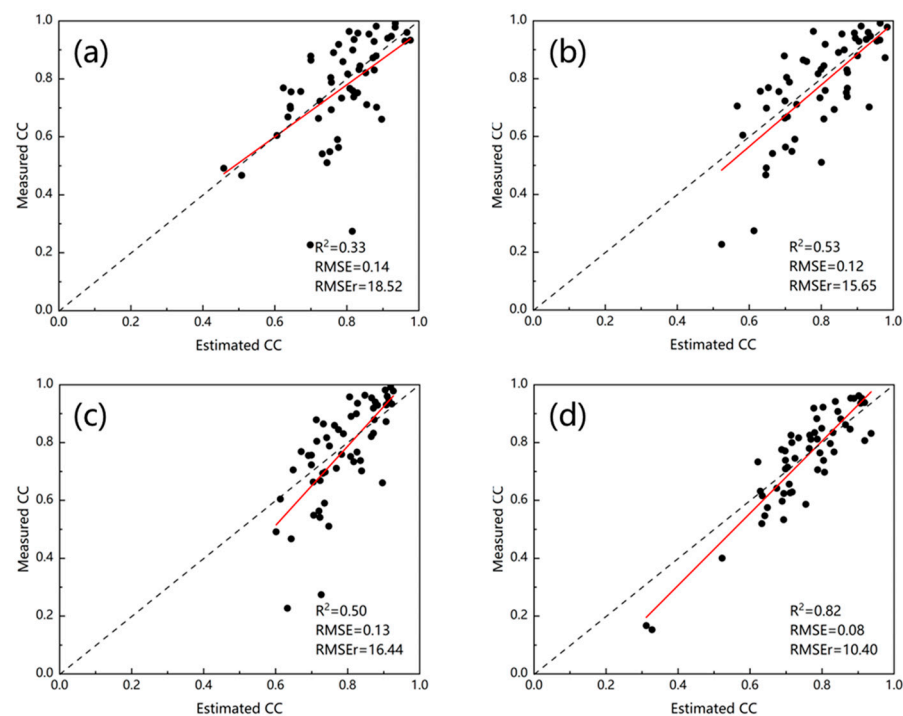 (a)
Measured CC
1.0
0.8
0.6
0.4
0.2
0.0
R²=0.33
RMSE=0.14
RMSEr=18.52
0.0 0.2 0.4 0.6 0.8 1.0
Estimated CC
(b)
Measured CC
1.0
0.8
0.6
0.4
0.2
0.0
R²=0.53
RMSE=0.12
RMSEr=15.65
0.0 0.2 0.4 0.6 0.8 1.0
Estimated CC
(c)
Measured CC
1.0
0.8
0.6
0.4
0.2
0.0
R²=0.50
RMSE=0.13
RMSEr=16.44
0.0 0.2 0.4 0.6 0.8 1.0
Estimated CC
(d)
Measured CC
1.0
0.8
0.6
0.4
0.2
0.0
R²=0.82
RMSE=0.08
RMSEr=10.40
0.0 0.2 0.4 0.6 0.8 1.0
Estimated CC